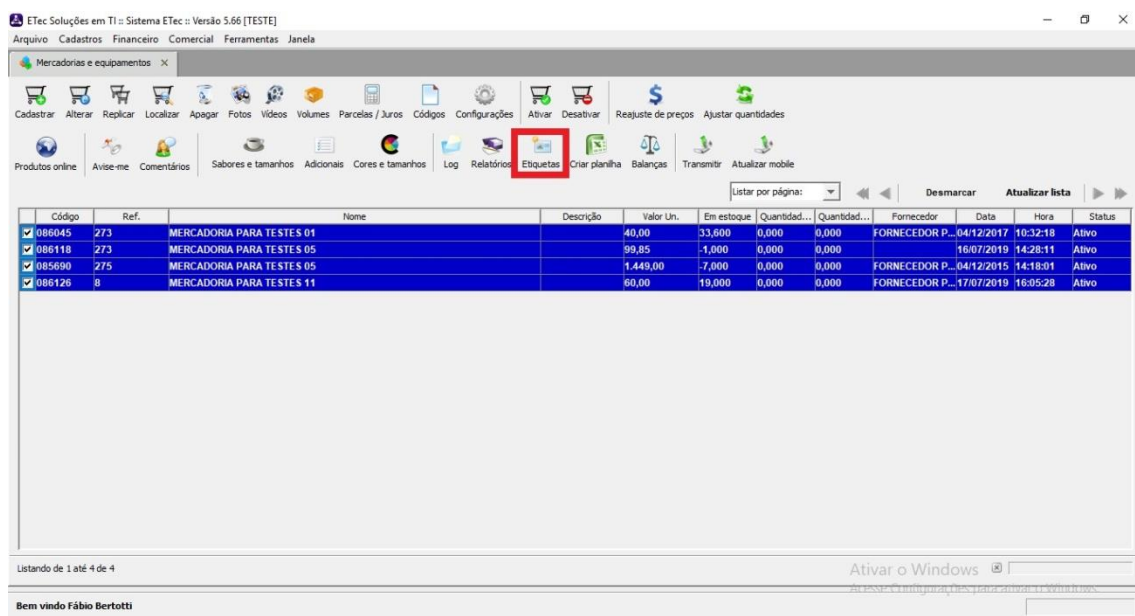 ETec Soluções em TI :: Sistema ETec :: Versão 5.66 [TESTE]
Arquivo Cadastros Financeiro Comercial Ferramentas Janela
Mercadorias e equipamentos
Cadastrar Alterar Replicar Localizar Apagar Fotos Vídeos Volumes Parcelas / Juros Códigos Configurações Ativar Desativar Reajuste de preços Ajustar quantidades
Produtos online Avise-me Comentários Sabores e tamanhos Adicionais Cores e tamanhos Log Relatórios Etiquetas Criar planilha Balanças Transmitir Atualizar mobile
Listar por página: Desmarcar Atualizar lista
Código Ref. Nome Descrição Valor Un. Em estoque Quantidad... Quantidad... Fornecedor Data Hora Status
086045 273 MERCADORIA PARA TESTES 01 40,00 33,600 0,000 0,000 FORNECEDOR P... 04/12/2017 10:32:18 Ativo
086118 273 MERCADORIA PARA TESTES 05 99,85 -1,000 0,000 0,000 16/07/2019 14:28:11 Ativo
085690 275 MERCADORIA PARA TESTES 05 1.449,00 -7,000 0,000 0,000 FORNECEDOR P... 04/12/2015 14:18:01 Ativo
086126 8 MERCADORIA PARA TESTES 11 60,00 19,000 0,000 0,000 FORNECEDOR P... 17/07/2019 16:05:28 Ativo
Listando de 1 até 4 de 4
Ativar o Windows
Acesse Configurações para ativar o Windows.
Bem vindo Fábio Bertotti